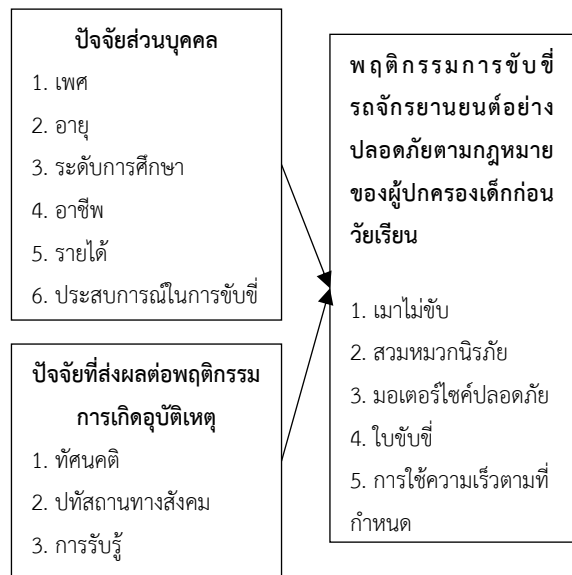 ปัจจัยส่วนบุคคล
1. เพศ
2. อายุ
3. ระดับการศึกษา
4. อาชีพ
5. รายได้
6. ประสบการณ์ในการขับขี่
ปัจจัยที่ส่งผลต่อพฤติกรรม
การเกิดอุบัติเหตุ
1. ทัศนคติ
2. ปทัสถานทางสังคม
3. การรับรู้
พฤติกรรมการขับขี่
รถจักรยานยนต์อย่าง
ปลอดภัยตามกฎหมาย
ของผู้ปกครองเด็กก่อน
วัยเรียน
1. เมาไม่ขับ
2. สวมหมวกนิรภัย
3. มอเตอร์ไซค์ปลอดภัย
4. ใบขับขี่
5. การใช้ความเร็วตามที่
กำหนด